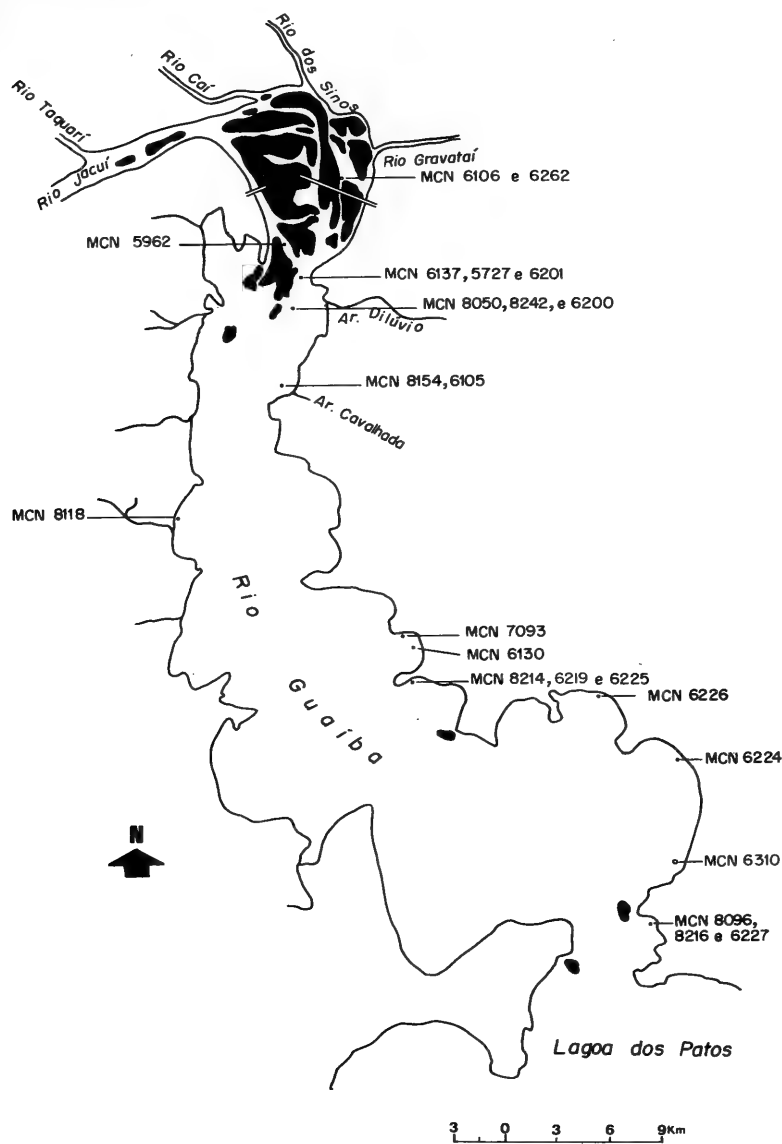 Rio dos Sinos
Rio Caí
Rio Taquarí
Rio Jacuí
Rio Gravataí
MCN 6106 e 6262
MCN 5962
MCN 6137, 5727 e 6201
MCN 8050, 8242, e 6200
Ar. Dilúvio
MCN 8154, 6105
Ar. Cavalhada
MCN 8118
Rio
Guaíba
MCN 7093
MCN 6130
MCN 8214, 6219 e 6225
MCN 6226
MCN 6224
N
MCN 6310
MCN 8096,
8216 e 6227
Lagoa dos Patos
3 0 3 6 9Km